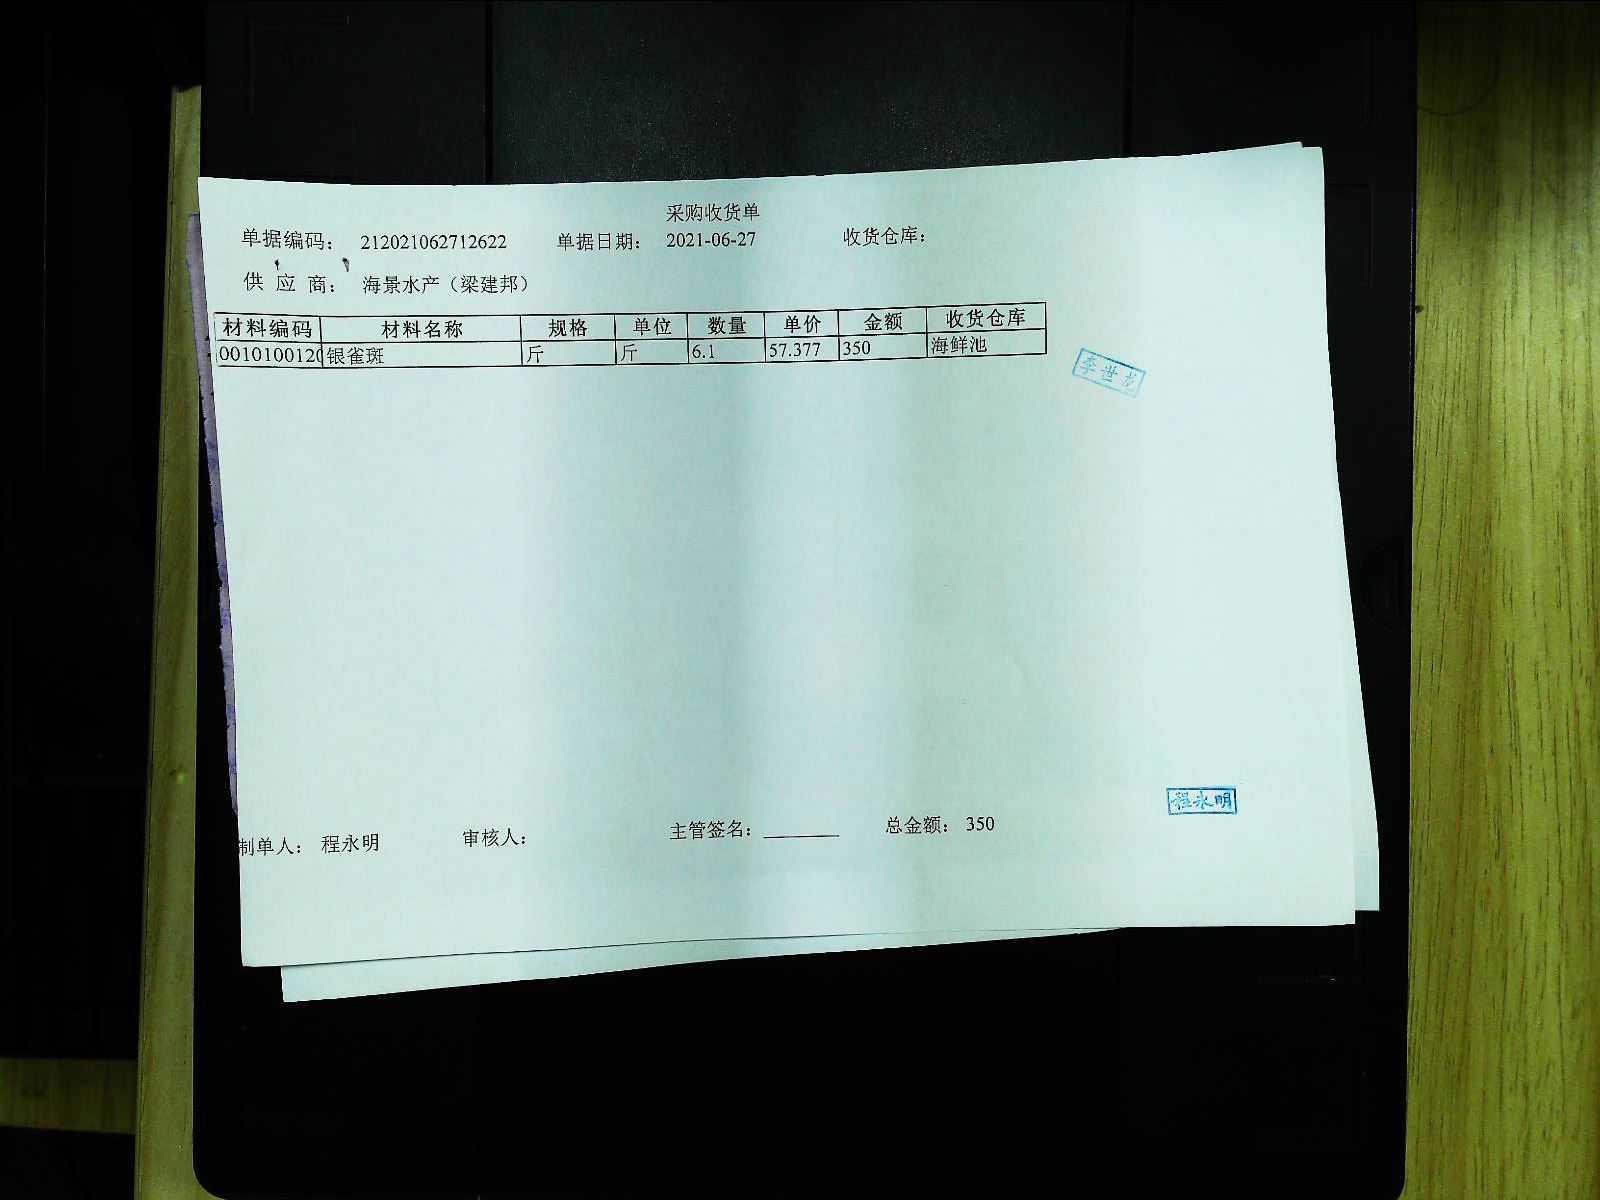 采购收货单
单据编码： 212021062712622 单据日期： 2021-06-27 收货仓库：
供 应 商： 海景水产（梁建邦）
材料编码 材料名称 规格 单位 数量 单价 金额 收货仓库
0010100120 银雀斑 斤 斤 6.1 57.377 350 海鲜池
李世龙
程永明
制单人： 程永明 审核人： 主管签名：________ 总金额： 350